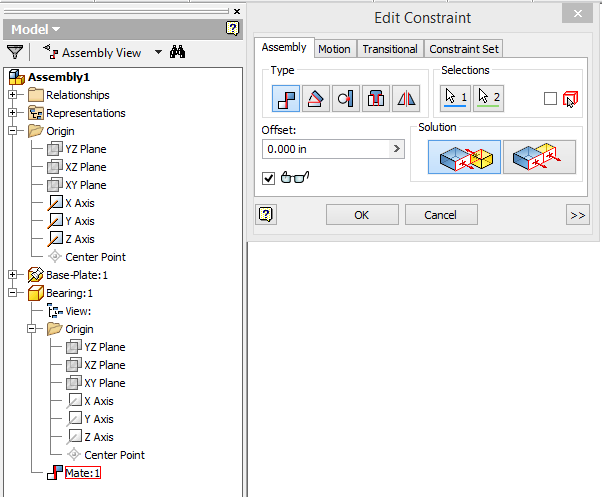 Model
Assembly View
Assembly1
Relationships
Representations
Origin
YZ Plane
XZ Plane
XY Plane
X Axis
Y Axis
Z Axis
Center Point
Base-Plate:1
Bearing:1
View:
Origin
YZ Plane
XZ Plane
XY Plane
X Axis
Y Axis
Z Axis
Center Point
Mate:1
Edit Constraint
Assembly Motion Transitional Constraint Set
Type Selections
1 2
Offset: Solution
0.000 in >
OK Cancel >>